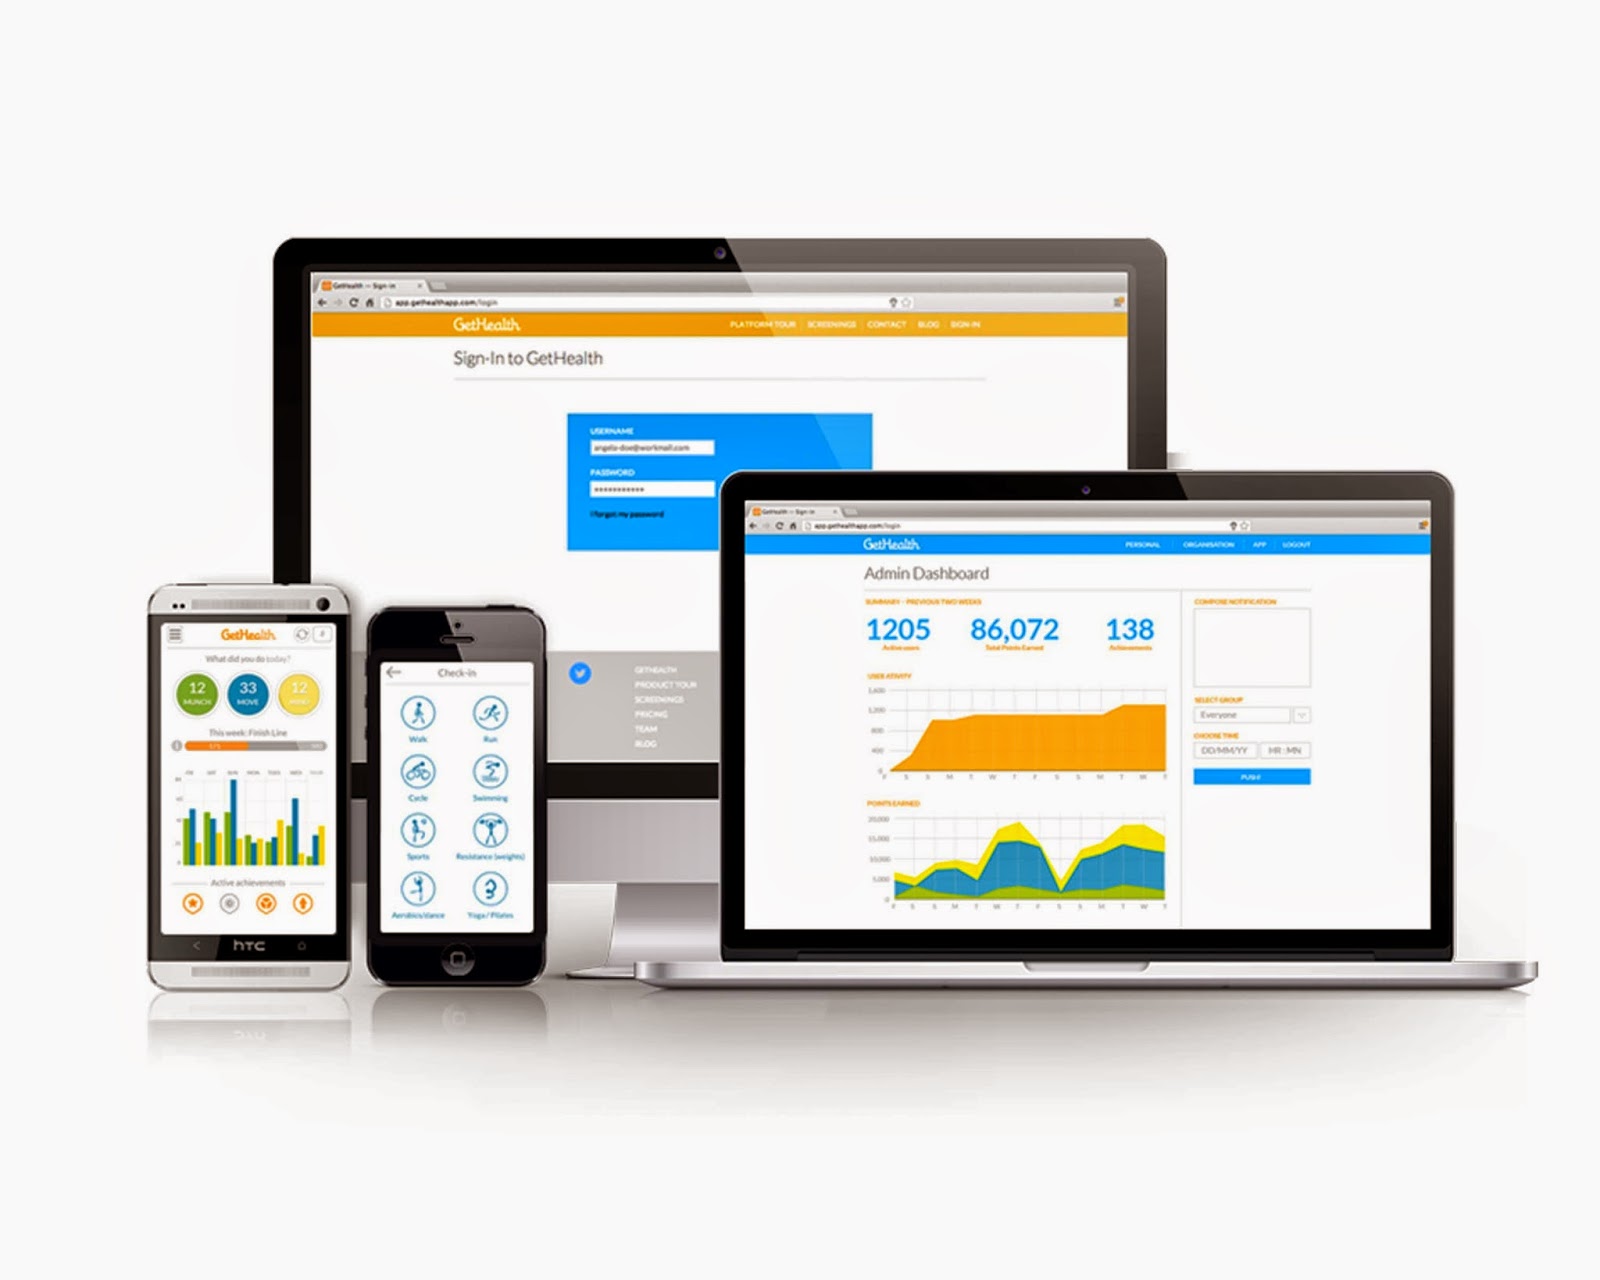 GetHealth — Sign-in
app.gethealthapp.com/login
GetHealth
PLATFORM TOUR SCREENINGS CONTACT BLOG SIGN-IN
Sign-In to GetHealth
USERNAME
angela-doe@workmail.com
PASSWORD
I forgot my password
GETHEALTH
PRODUCT TOUR
SCREENINGS
PRICING
TEAM
BLOG
GetHealth
What did you do today?
12 33 12
MUNCH MOVE MIND
This week: Finish Line
Active achievements
hTC
Check-in
Walk Run
Cycle Swimming
Sports Resistance (weights)
Aerobics/dance Yoga / Pilates
GetHealth — Sign-in
app.gethealthapp.com/login
GetHealth
PERSONAL ORGANISATION APP LOGOUT
Admin Dashboard
SUMMARY - PREVIOUS TWO WEEKS
1205 86,072 138
Active users Total Points Earned Achievements
USER ATIVITY
1,600
1,200
800
400
0
F S S M T W T F S S M T W T
POINTS EARNED
20,000
15,000
10,000
5,000
0
F S S M T W T F S S M T W T
COMPOSE NOTIFICATION
SELECT GROUP
Everyone
CHOOSE TIME
DD/MM/YY HR : MN
PUSH!